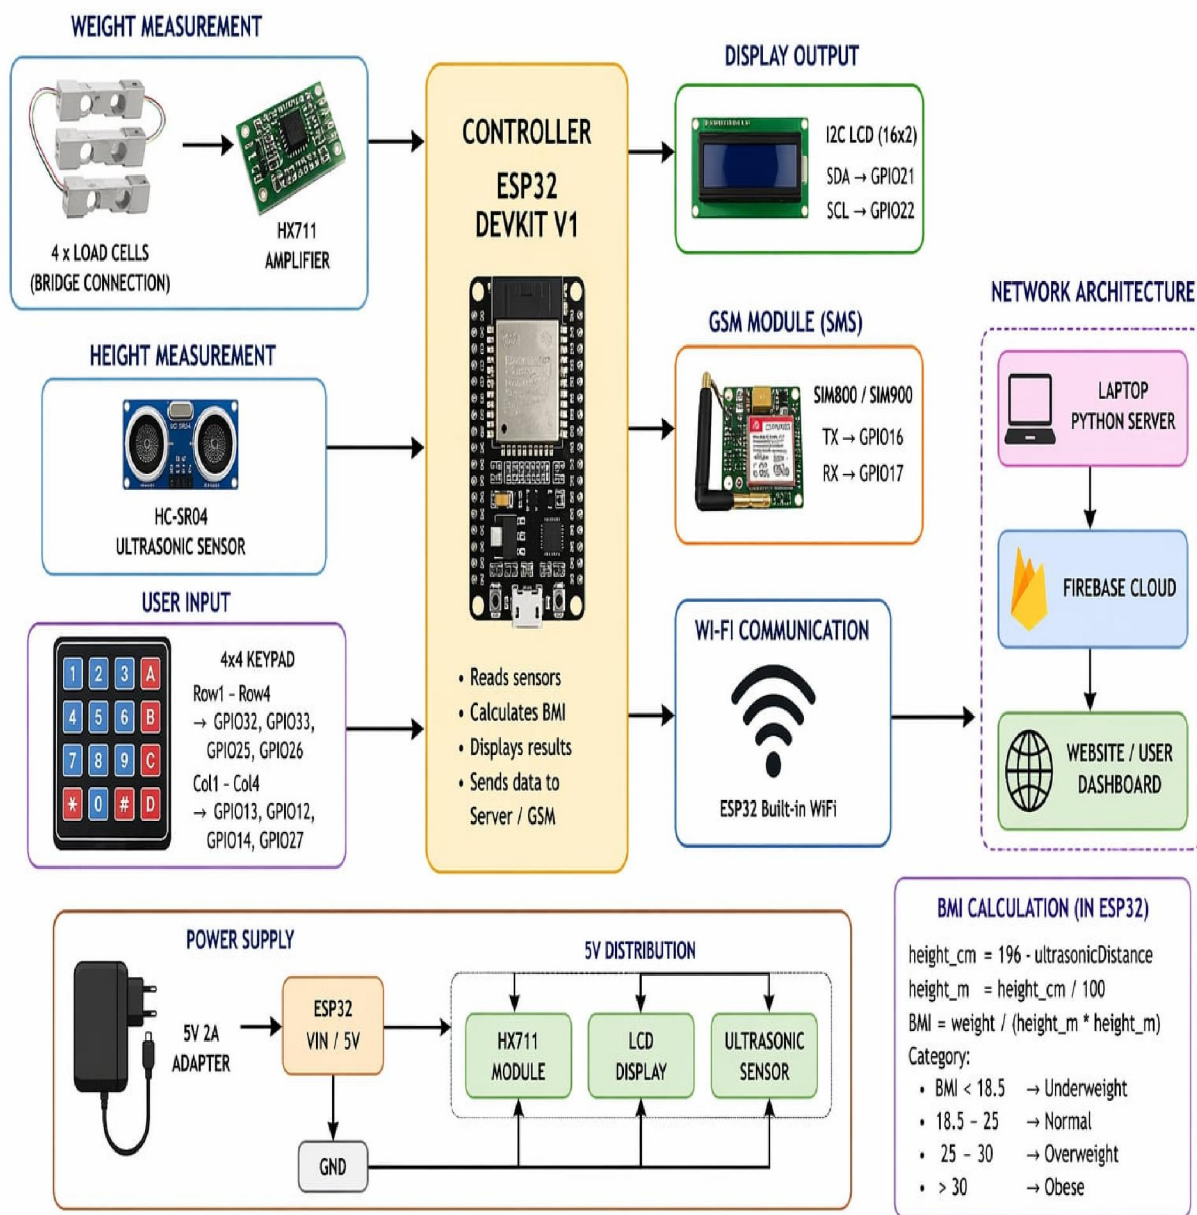 WEIGHT MEASUREMENT
4 x LOAD CELLS
(BRIDGE CONNECTION)
HX711
AMPLIFIER
HEIGHT MEASUREMENT
HC-SR04
ULTRASONIC SENSOR
USER INPUT
1 2 3 A
4 5 6 B
7 8 9 C
* 0 # D
4x4 KEYPAD
Row1 - Row4
→ GPIO32, GPIO33,
GPIO25, GPIO26
Col1 - Col4
→ GPIO13, GPIO12,
GPIO14, GPIO27
CONTROLLER
ESP32
DEVKIT V1
• Reads sensors
• Calculates BMI
• Displays results
• Sends data to
Server / GSM
DISPLAY OUTPUT
I2C LCD (16x2)
SDA → GPIO21
SCL → GPIO22
GSM MODULE (SMS)
SIM800 / SIM900
TX → GPIO16
RX → GPIO17
WI-FI COMMUNICATION
ESP32 Built-in WiFi
NETWORK ARCHITECTURE
LAPTOP
PYTHON SERVER
FIREBASE CLOUD
WEBSITE / USER
DASHBOARD
POWER SUPPLY
5V 2A
ADAPTER
ESP32
VIN / 5V
GND
5V DISTRIBUTION
HX711
MODULE
LCD
DISPLAY
ULTRASONIC
SENSOR
BMI CALCULATION (IN ESP32)
height_cm = 196 - ultrasonicDistance
height_m = height_cm / 100
BMI = weight / (height_m * height_m)
Category:
• BMI < 18.5 → Underweight
• 18.5 - 25 → Normal
• 25 - 30 → Overweight
• > 30 → Obese